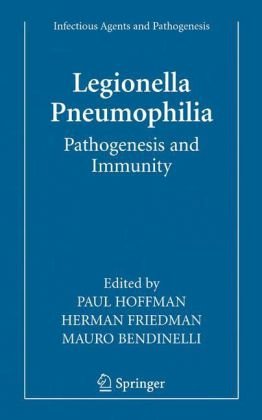 Infectious Agents and Pathogenesis
Legionella
Pneumophilia
Pathogenesis and
Immunity
Edited by
PAUL HOFFMAN
HERMAN FRIEDMAN
MAURO BENDINELLI
Springer